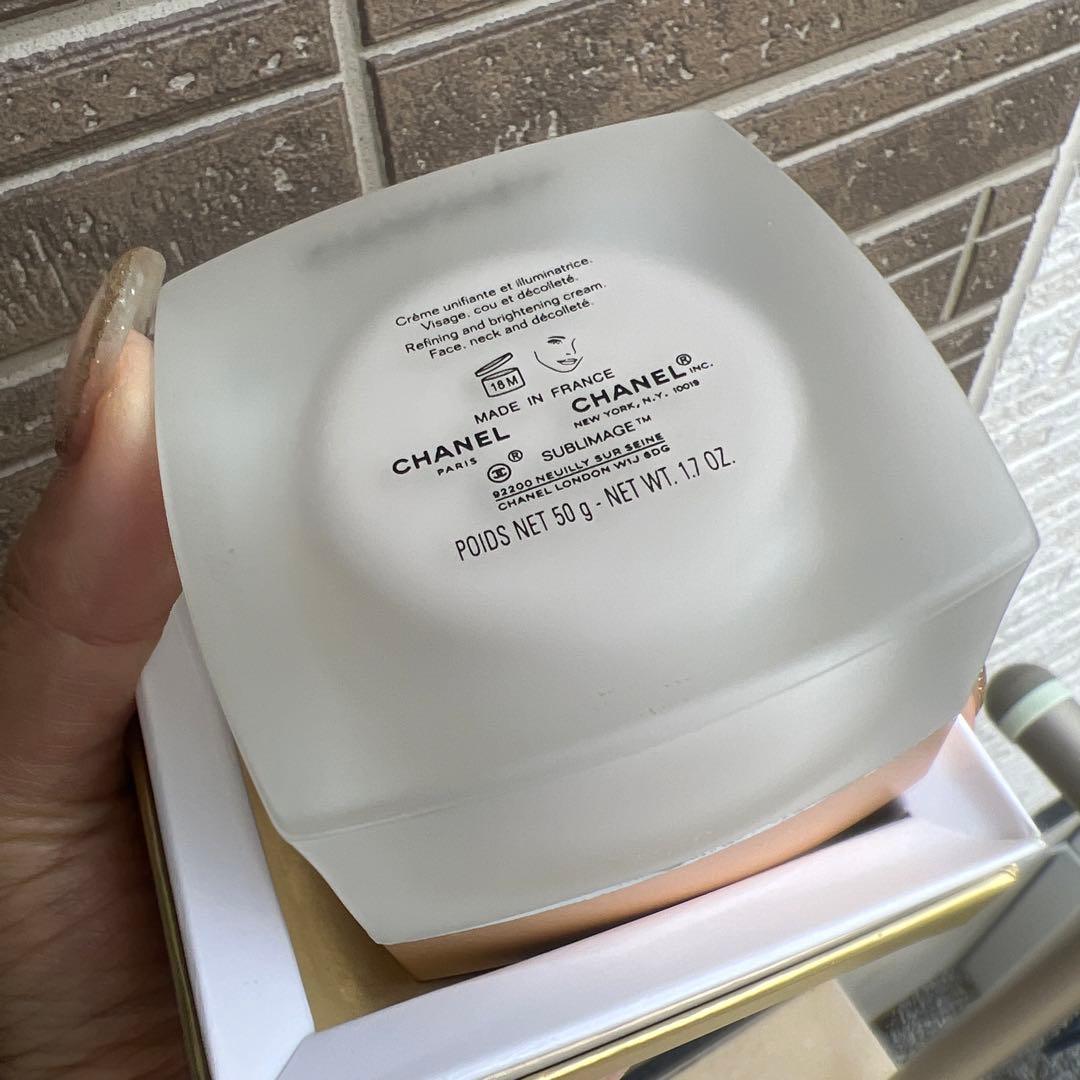 Crème unifiante et illuminatrice.
Visage, cou et décolleté.
Refining and brightening cream.
Face, neck and décolleté.
18 M
MADE IN FRANCE
CHANEL
PARIS
CHANEL® INC.
NEW YORK, N.Y. 10019
® SUBLIMAGE™
92200 NEUILLY SUR SEINE
CHANEL LONDON W1J 6DG
POIDS NET 50 g - NET WT. 1.7 OZ.